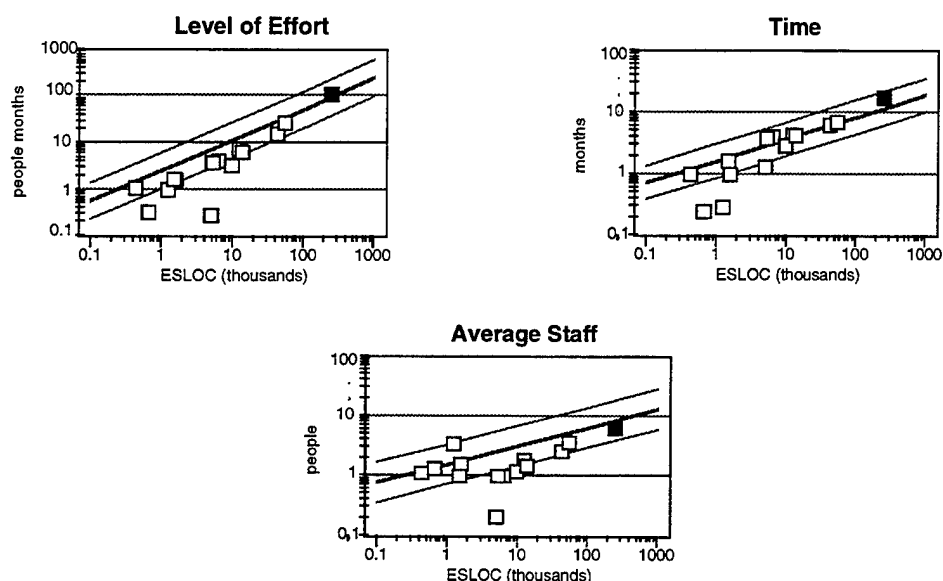 Level of Effort
1000
100
10
1
0.1
people months
0.1 1 10 100 1000
ESLOC (thousands)
Time
100
10
1
0.1
months
0.1 1 10 100 1000
ESLOC (thousands)
Average Staff
100
10
1
0.1
people
0.1 1 10 100 1000
ESLOC (thousands)